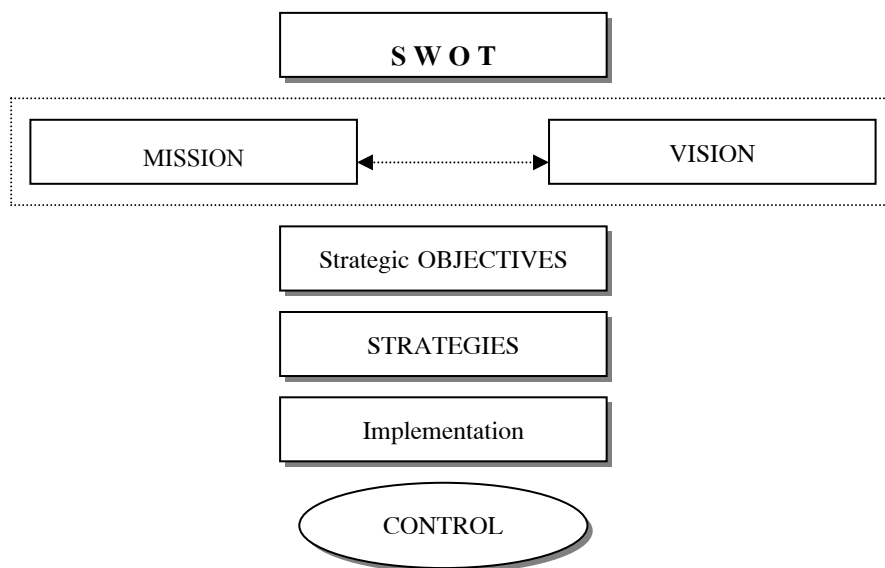 S W O T
MISSION
VISION
Strategic OBJECTIVES
STRATEGIES
Implementation
CONTROL